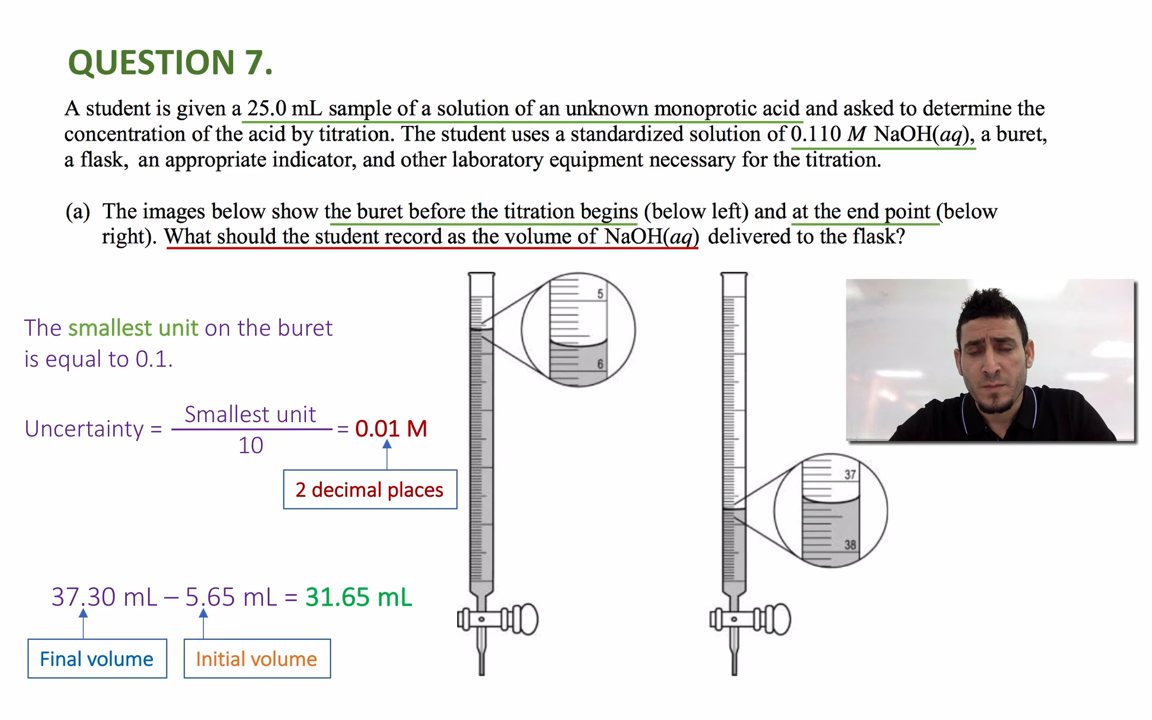 QUESTION 7.
A student is given a 25.0 mL sample of a solution of an unknown monoprotic acid and asked to determine the
concentration of the acid by titration. The student uses a standardized solution of 0.110 M NaOH(aq), a buret,
a flask, an appropriate indicator, and other laboratory equipment necessary for the titration.
(a) The images below show the buret before the titration begins (below left) and at the end point (below
right). What should the student record as the volume of NaOH(aq) delivered to the flask?
The smallest unit on the buret
is equal to 0.1.
Uncertainty = Smallest unit / 10 = 0.01 M
2 decimal places
37.30 mL – 5.65 mL = 31.65 mL
Final volume
Initial volume
5
6
37
38